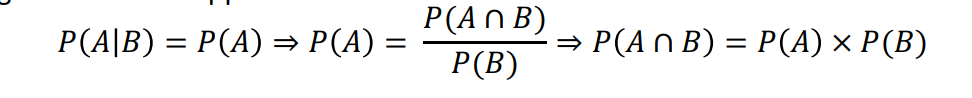 P(A|B) = P(A) ⇒ P(A) = P(A ∩ B) / P(B) ⇒ P(A ∩ B) = P(A) × P(B)